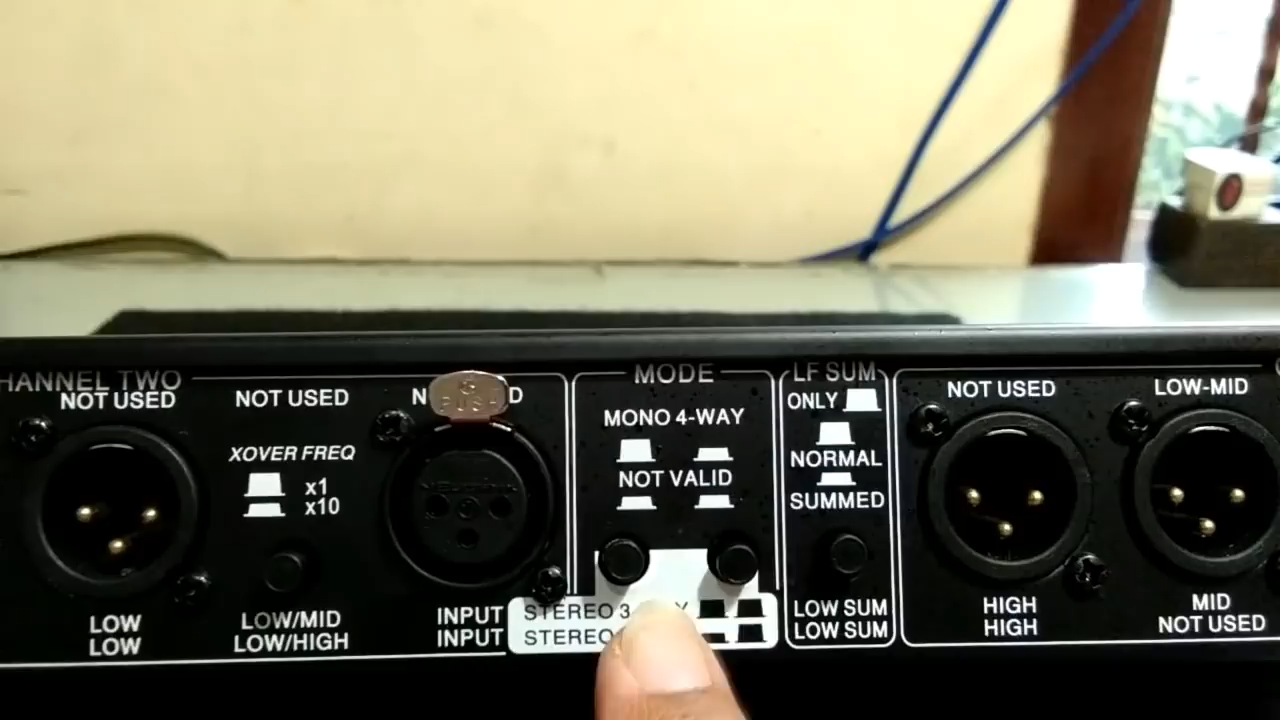 HANNEL TWO
NOT USED
NOT USED
XOVER FREQ
x1
x10
PUSH
MODE
MONO 4-WAY
NOT VALID
LF SUM
ONLY
NORMAL
SUMMED
NOT USED
LOW-MID
LOW
LOW
LOW/MID
LOW/HIGH
INPUT
INPUT
STEREO 3
STEREO
LOW SUM
LOW SUM
HIGH
HIGH
MID
NOT USED